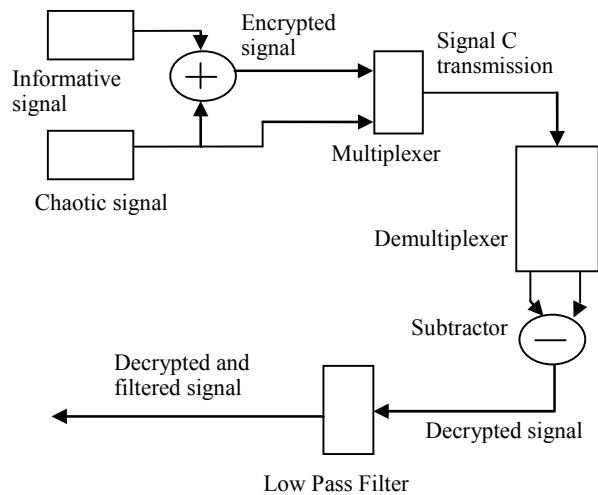 Encrypted
signal
Informative
signal
Signal C
transmission
Multiplexer
Chaotic signal
Demultiplexer
Subtractor
Decrypted and
filtered signal
Decrypted signal
Low Pass Filter